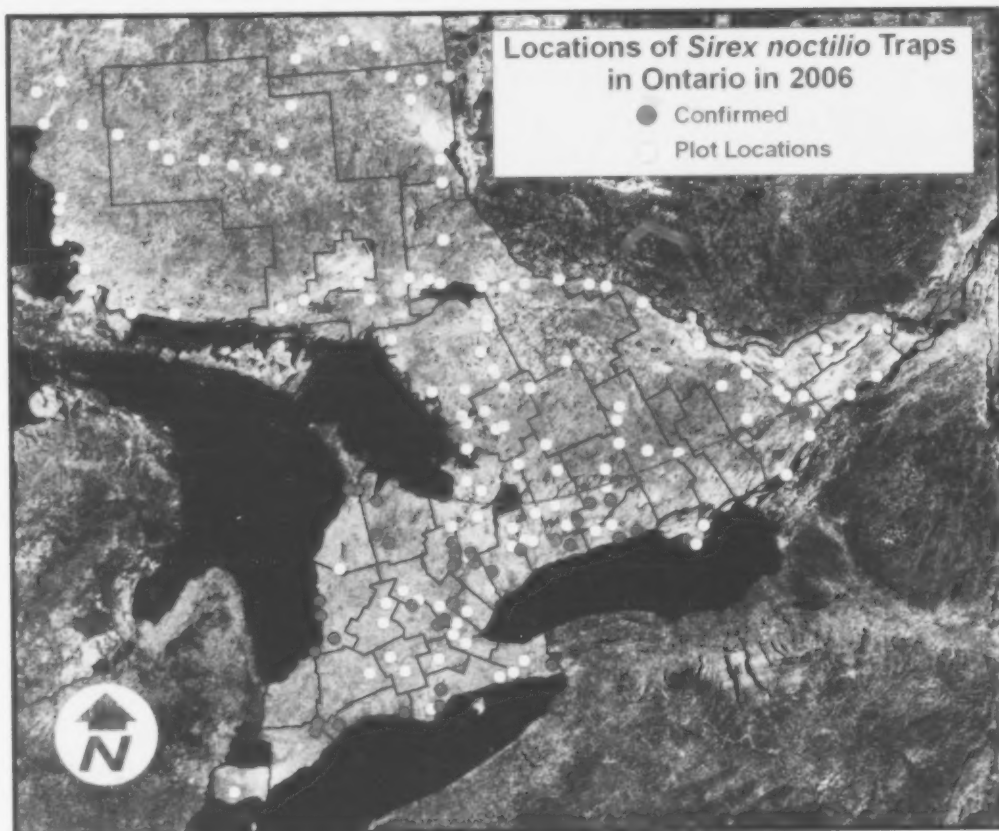 Locations of Sirex noctilio Traps
in Ontario in 2006
Confirmed
Plot Locations
N